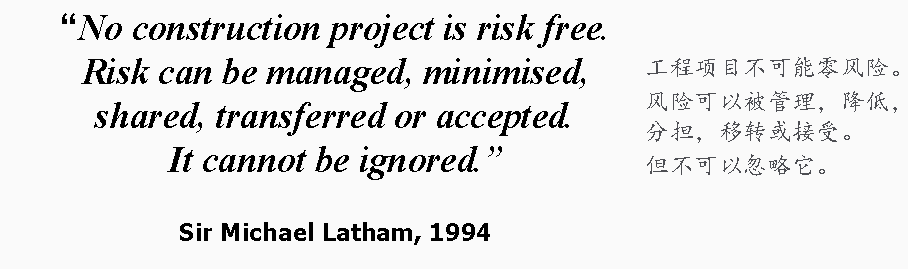 “No construction project is risk free.
Risk can be managed, minimised,
shared, transferred or accepted.
It cannot be ignored.”
Sir Michael Latham, 1994
工程项目不可能零风险。
风险可以被管理，降低，
分担，移转或接受。
但不可以忽略它。